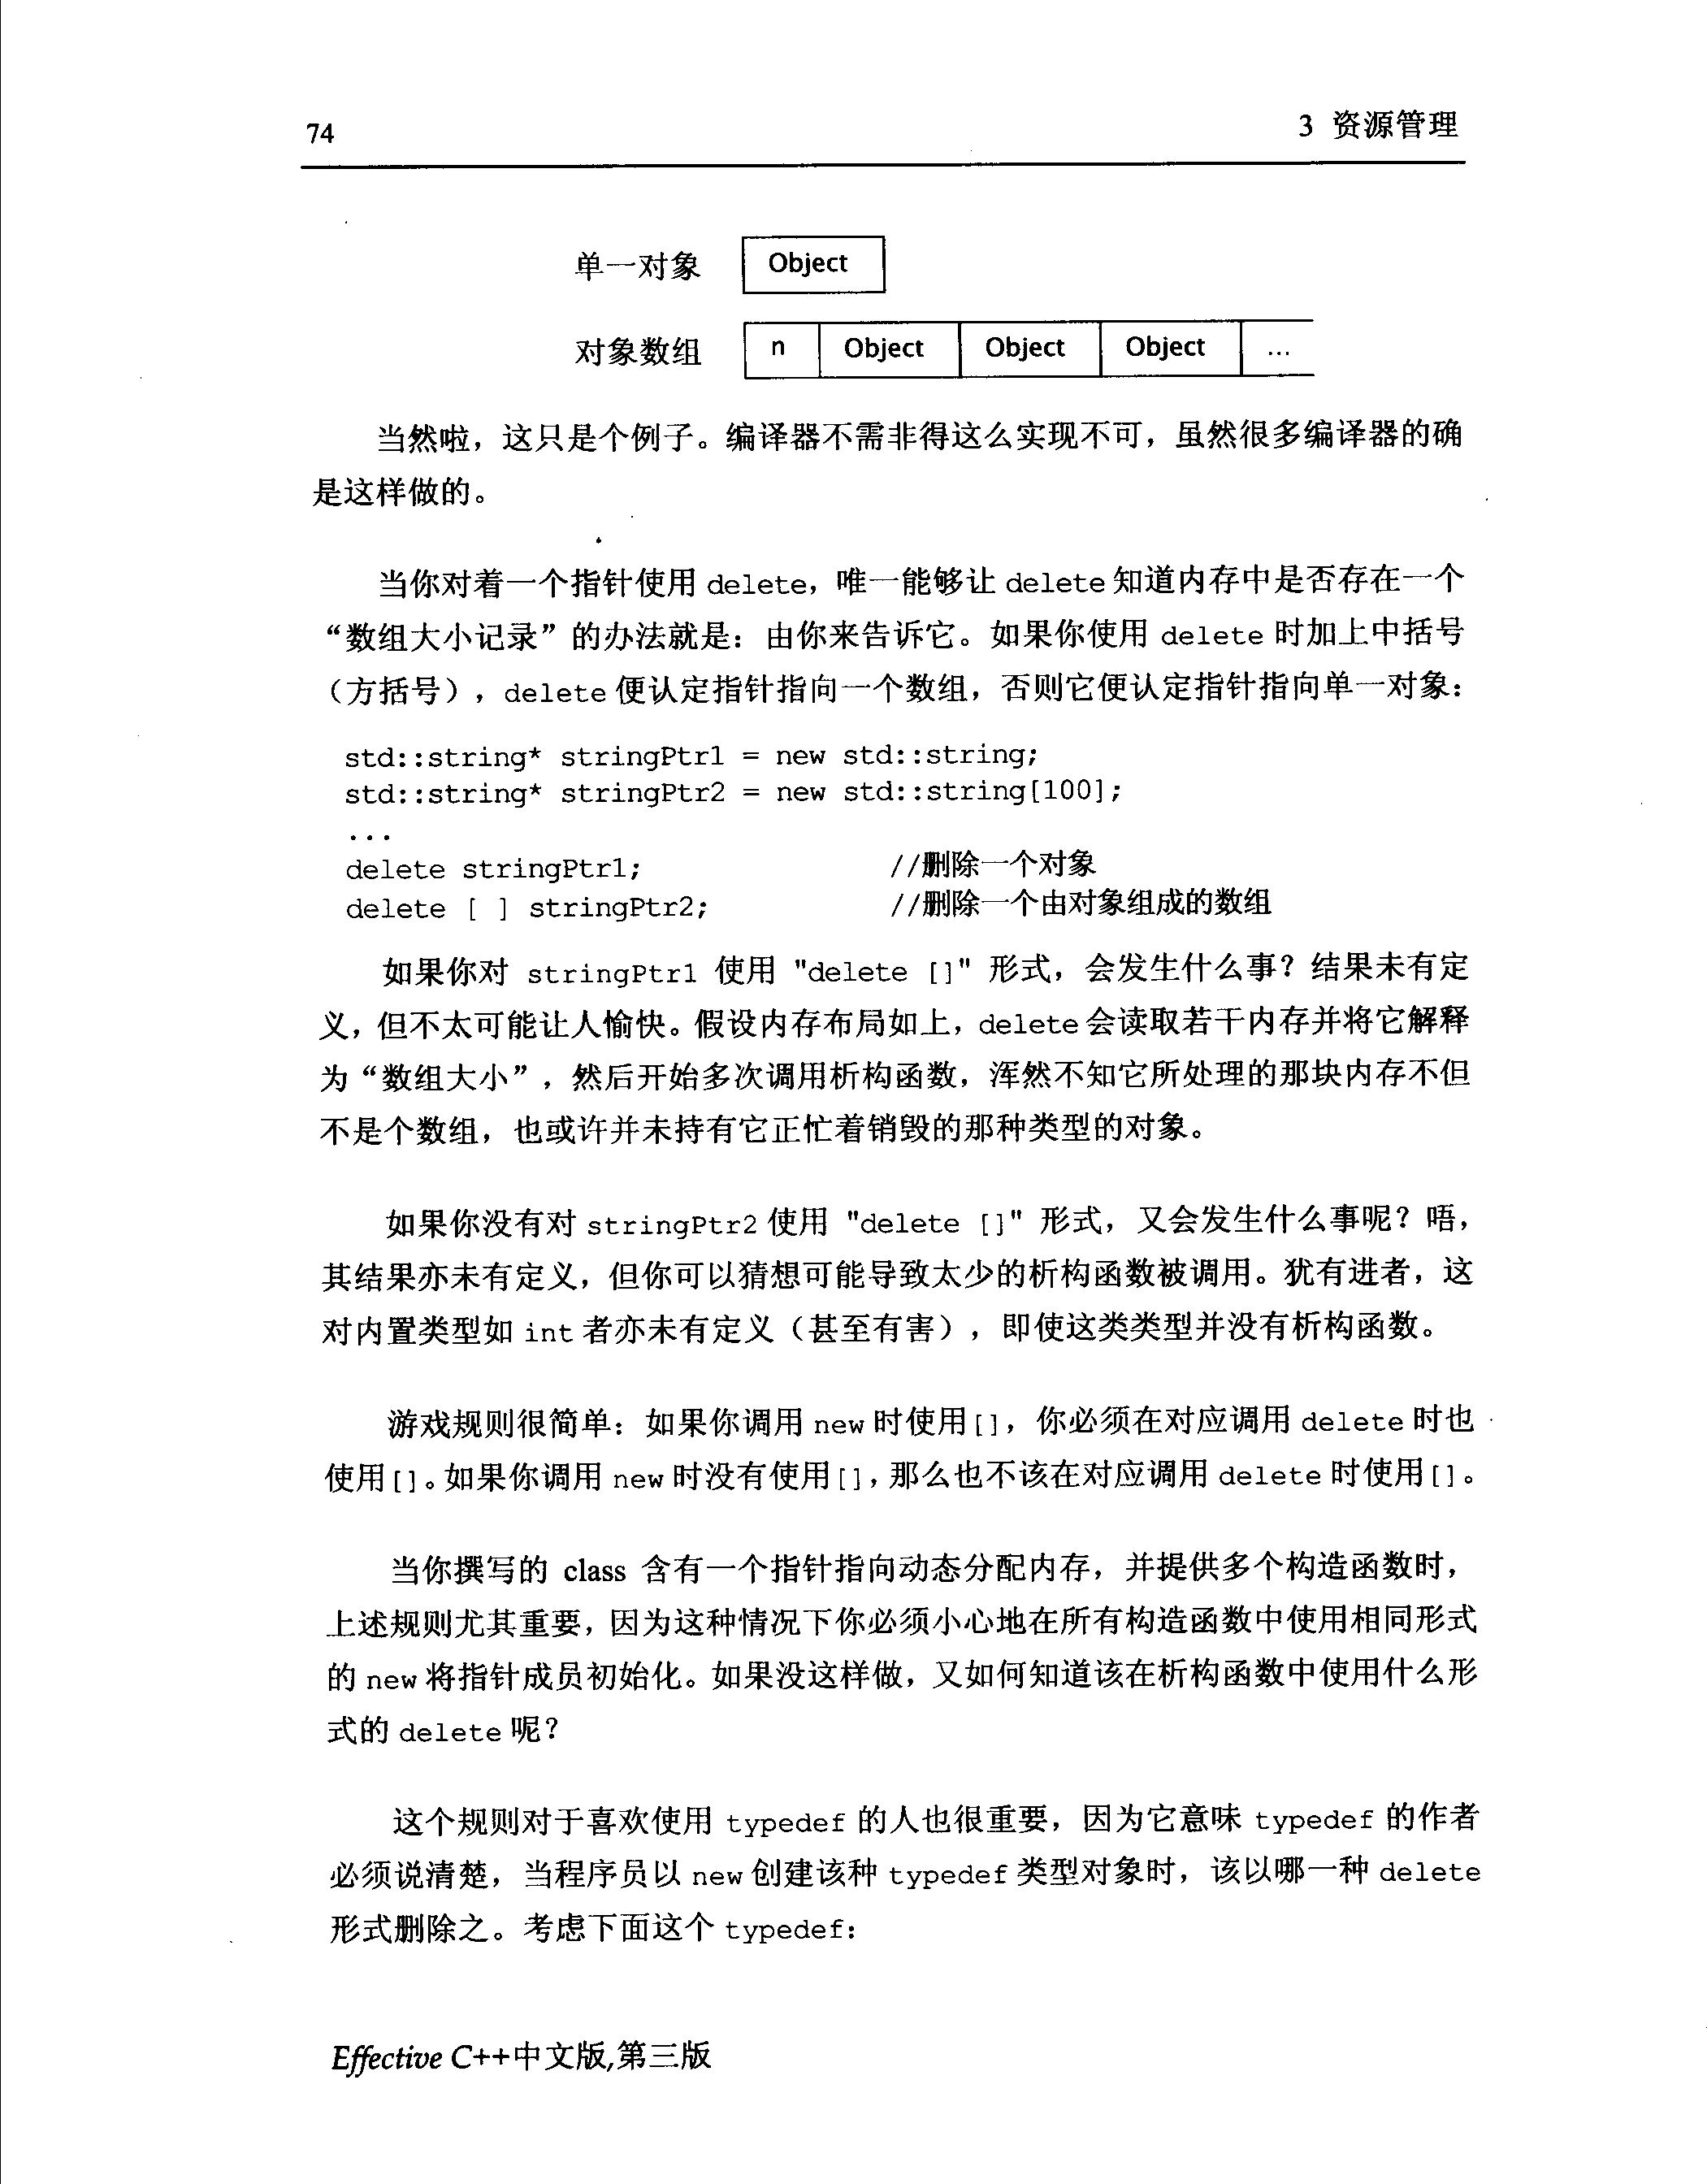 74
3 资源管理
单一对象 Object
对象数组 n Object Object Object ...
当然啦，这只是个例子。编译器不需非得这么实现不可，虽然很多编译器的确
是这样做的。
当你对着一个指针使用 delete，唯一能够让 delete 知道内存中是否存在一个
“数组大小记录”的办法就是：由你来告诉它。如果你使用 delete 时加上中括号
（方括号），delete 便认定指针指向一个数组，否则它便认定指针指向单一对象：
std::string* stringPtr1 = new std::string;
std::string* stringPtr2 = new std::string[100];
...
delete stringPtr1; //删除一个对象
delete [ ] stringPtr2; //删除一个由对象组成的数组
如果你对 stringPtr1 使用 "delete []" 形式，会发生什么事？结果未有定
义，但不太可能让人愉快。假设内存布局如上，delete 会读取若干内存并将它解释
为“数组大小”，然后开始多次调用析构函数，浑然不知它所处理的那块内存不但
不是个数组，也或许并未持有它正忙着销毁的那种类型的对象。
如果你没有对 stringPtr2 使用 "delete []" 形式，又会发生什么事呢？唔，
其结果亦未有定义，但你可以猜想可能导致太少的析构函数被调用。犹有进者，这
对内置类型如 int 者亦未有定义（甚至有害），即使这类类型并没有析构函数。
游戏规则很简单：如果你调用 new 时使用[]，你必须在对应调用 delete 时也
使用[]。如果你调用 new 时没有使用[]，那么也不该在对应调用 delete 时使用[]。
当你撰写的 class 含有一个指针指向动态分配内存，并提供多个构造函数时，
上述规则尤其重要，因为这种情况下你必须小心地在所有构造函数中使用相同形式
的 new 将指针成员初始化。如果没这样做，又如何知道该在析构函数中使用什么形
式的 delete 呢？
这个规则对于喜欢使用 typedef 的人也很重要，因为它意味 typedef 的作者
必须说清楚，当程序员以 new 创建该种 typedef 类型对象时，该以哪一种 delete
形式删除之。考虑下面这个 typedef：
Effective C++中文版,第三版